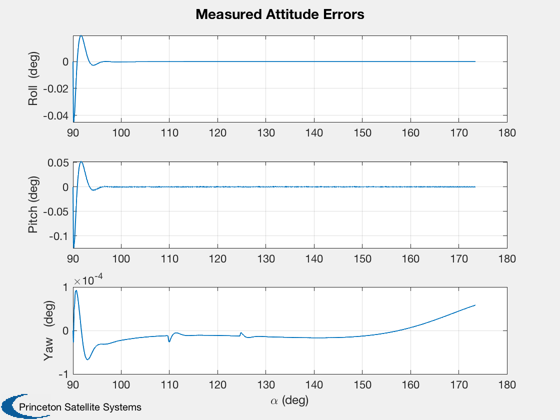 Measured Attitude Errors
Roll (deg)
0
-0.02
-0.04
90 100 110 120 130 140 150 160 170 180
Pitch (deg)
0.05
0
-0.05
-0.1
90 100 110 120 130 140 150 160 170 180
×10⁻⁴
Yaw (deg)
1
0
-1
90 100 110 120 130 140 150 160 170 180
α (deg)
Princeton Satellite Systems